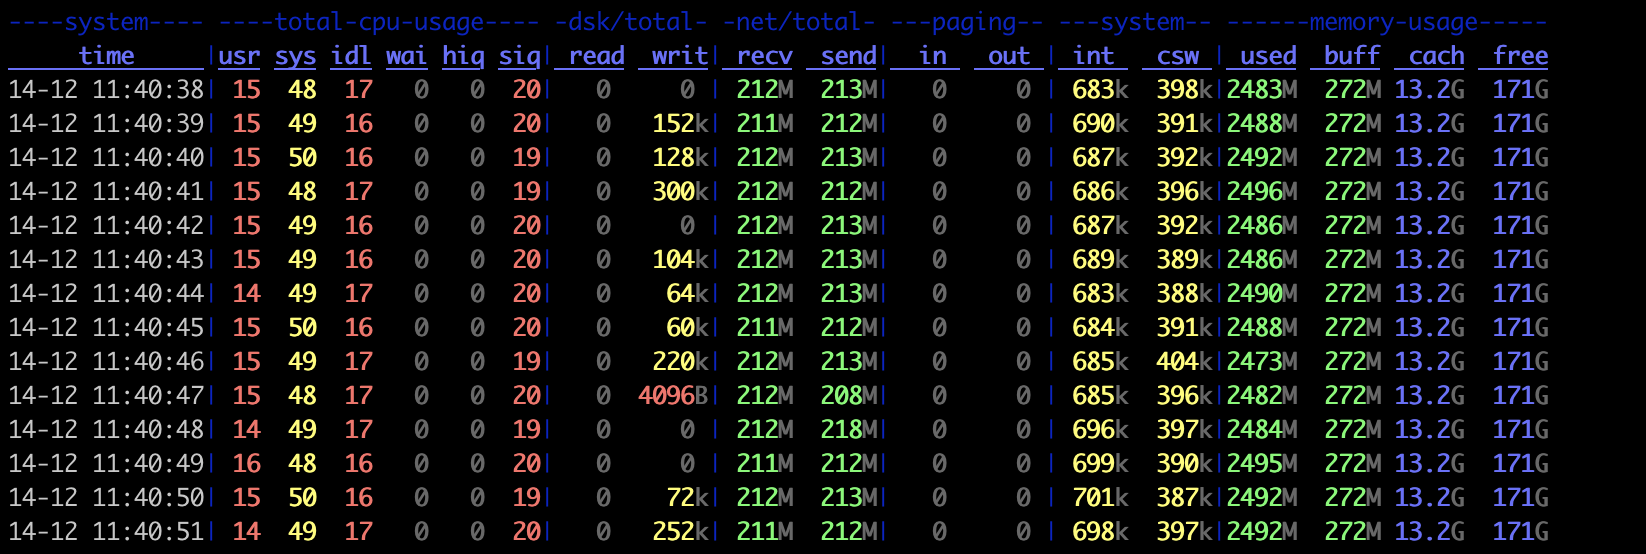 ----system---- ----total-cpu-usage---- -dsk/total- -net/total- ---paging-- ---system-- ------memory-usage-----
     time     |usr sys idl wai hiq siq| read  writ| recv  send|  in   out | int   csw | used  buff  cach  free
14-12 11:40:38| 15  48  17   0   0  20|   0     0 | 212M  213M|   0     0 | 683k  398k|2483M  272M 13.2G  171G
14-12 11:40:39| 15  49  16   0   0  20|   0   152k| 211M  212M|   0     0 | 690k  391k|2488M  272M 13.2G  171G
14-12 11:40:40| 15  50  16   0   0  19|   0   128k| 212M  213M|   0     0 | 687k  392k|2492M  272M 13.2G  171G
14-12 11:40:41| 15  48  17   0   0  19|   0   300k| 212M  212M|   0     0 | 686k  396k|2496M  272M 13.2G  171G
14-12 11:40:42| 15  49  16   0   0  20|   0     0 | 212M  213M|   0     0 | 687k  392k|2486M  272M 13.2G  171G
14-12 11:40:43| 15  49  16   0   0  20|   0   104k| 212M  213M|   0     0 | 689k  389k|2486M  272M 13.2G  171G
14-12 11:40:44| 14  49  17   0   0  20|   0    64k| 212M  213M|   0     0 | 683k  388k|2490M  272M 13.2G  171G
14-12 11:40:45| 15  50  16   0   0  20|   0    60k| 211M  212M|   0     0 | 684k  391k|2488M  272M 13.2G  171G
14-12 11:40:46| 15  49  17   0   0  19|   0   220k| 212M  213M|   0     0 | 685k  404k|2473M  272M 13.2G  171G
14-12 11:40:47| 15  48  17   0   0  20|   0  4096B| 212M  208M|   0     0 | 685k  396k|2482M  272M 13.2G  171G
14-12 11:40:48| 14  49  17   0   0  19|   0     0 | 212M  218M|   0     0 | 696k  397k|2484M  272M 13.2G  171G
14-12 11:40:49| 16  48  16   0   0  20|   0     0 | 211M  212M|   0     0 | 699k  390k|2495M  272M 13.2G  171G
14-12 11:40:50| 15  50  16   0   0  19|   0    72k| 212M  213M|   0     0 | 701k  387k|2492M  272M 13.2G  171G
14-12 11:40:51| 14  49  17   0   0  20|   0   252k| 211M  212M|   0     0 | 698k  397k|2492M  272M 13.2G  171G